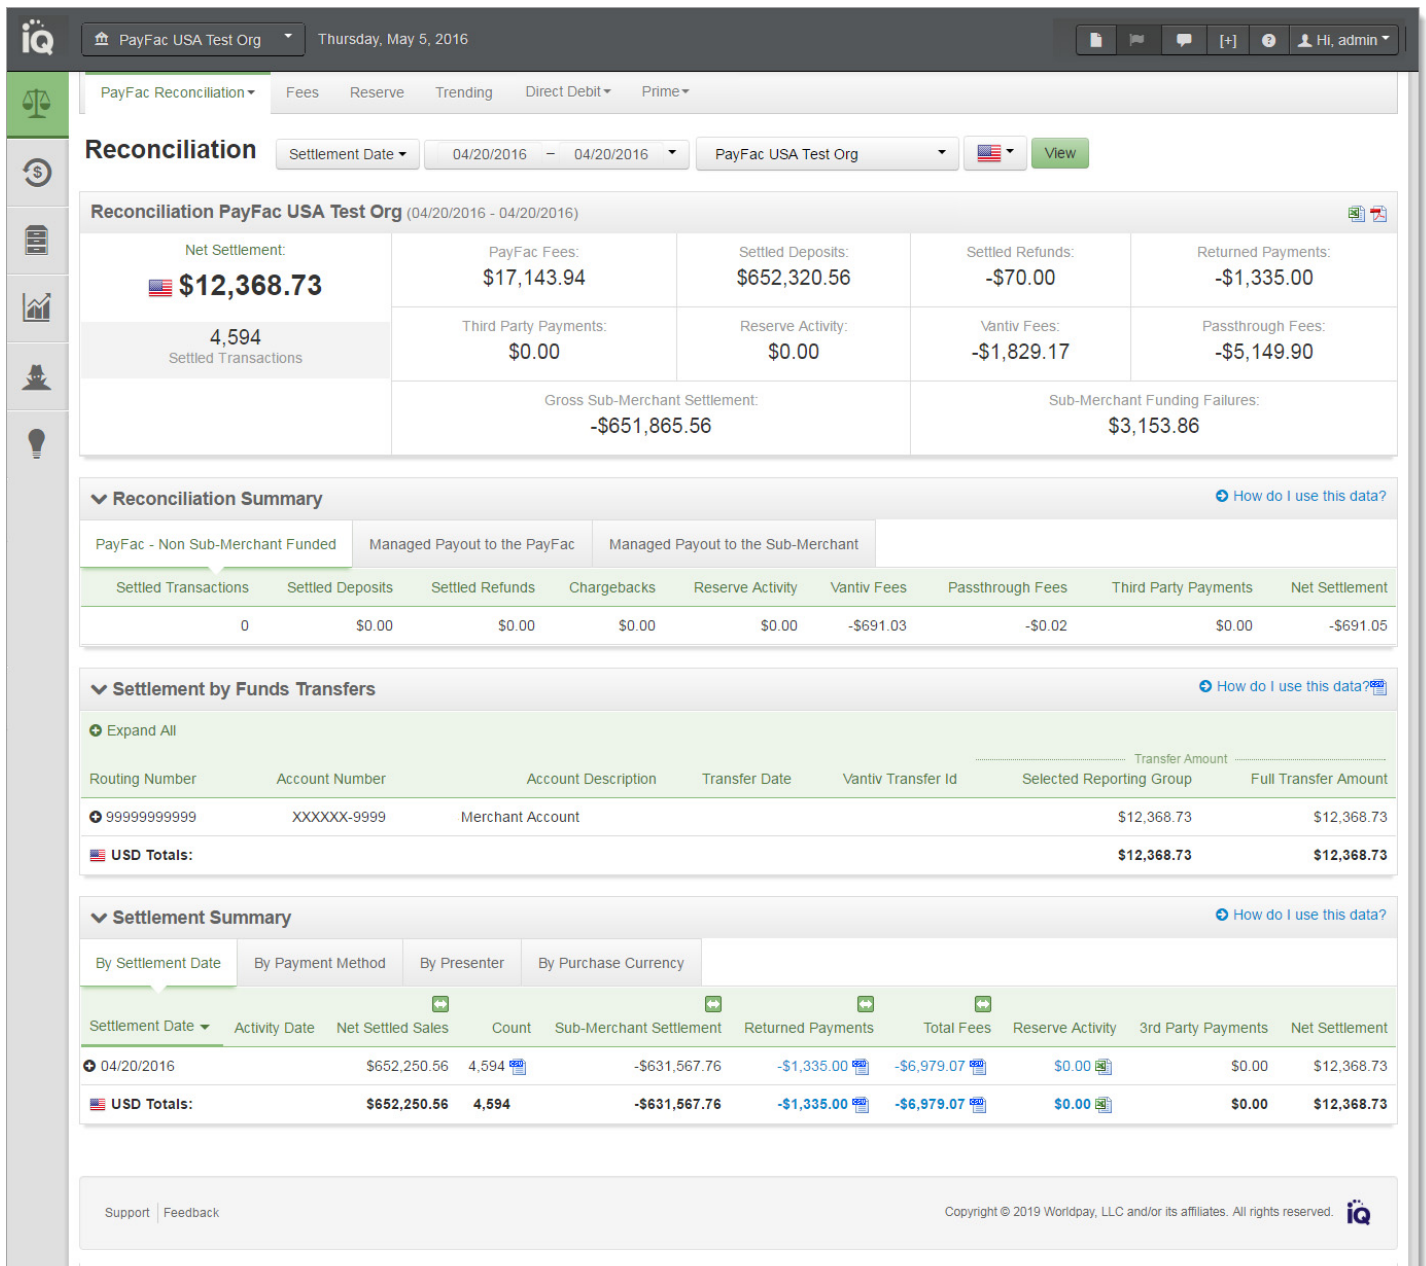 iQ PayFac USA Test Org Thursday, May 5, 2016 [+] Hi, admin
PayFac Reconciliation Fees Reserve Trending Direct Debit Prime
Reconciliation Settlement Date 04/20/2016 – 04/20/2016 PayFac USA Test Org View
Reconciliation PayFac USA Test Org (04/20/2016 - 04/20/2016)
Net Settlement: PayFac Fees: Settled Deposits: Settled Refunds: Returned Payments:
$12,368.73 $17,143.94 $652,320.56 -$70.00 -$1,335.00
4,594 Third Party Payments: Reserve Activity: Vantiv Fees: Passthrough Fees:
Settled Transactions $0.00 $0.00 -$1,829.17 -$5,149.90
Gross Sub-Merchant Settlement: Sub-Merchant Funding Failures:
-$651,865.56 $3,153.86
Reconciliation Summary How do I use this data?
PayFac - Non Sub-Merchant Funded Managed Payout to the PayFac Managed Payout to the Sub-Merchant
Settled Transactions Settled Deposits Settled Refunds Chargebacks Reserve Activity Vantiv Fees Passthrough Fees Third Party Payments Net Settlement
0 $0.00 $0.00 $0.00 $0.00 -$691.03 -$0.02 $0.00 -$691.05
Settlement by Funds Transfers How do I use this data?
Expand All
Transfer Amount
Routing Number Account Number Account Description Transfer Date Vantiv Transfer Id Selected Reporting Group Full Transfer Amount
99999999999 XXXXXX-9999 Merchant Account $12,368.73 $12,368.73
USD Totals: $12,368.73 $12,368.73
Settlement Summary How do I use this data?
By Settlement Date By Payment Method By Presenter By Purchase Currency
Settlement Date Activity Date Net Settled Sales Count Sub-Merchant Settlement Returned Payments Total Fees Reserve Activity 3rd Party Payments Net Settlement
04/20/2016 $652,250.56 4,594 -$631,567.76 -$1,335.00 -$6,979.07 $0.00 $0.00 $12,368.73
USD Totals: $652,250.56 4,594 -$631,567.76 -$1,335.00 -$6,979.07 $0.00 $0.00 $12,368.73
Support Feedback Copyright © 2019 Worldpay, LLC and/or its affiliates. All rights reserved. iQ